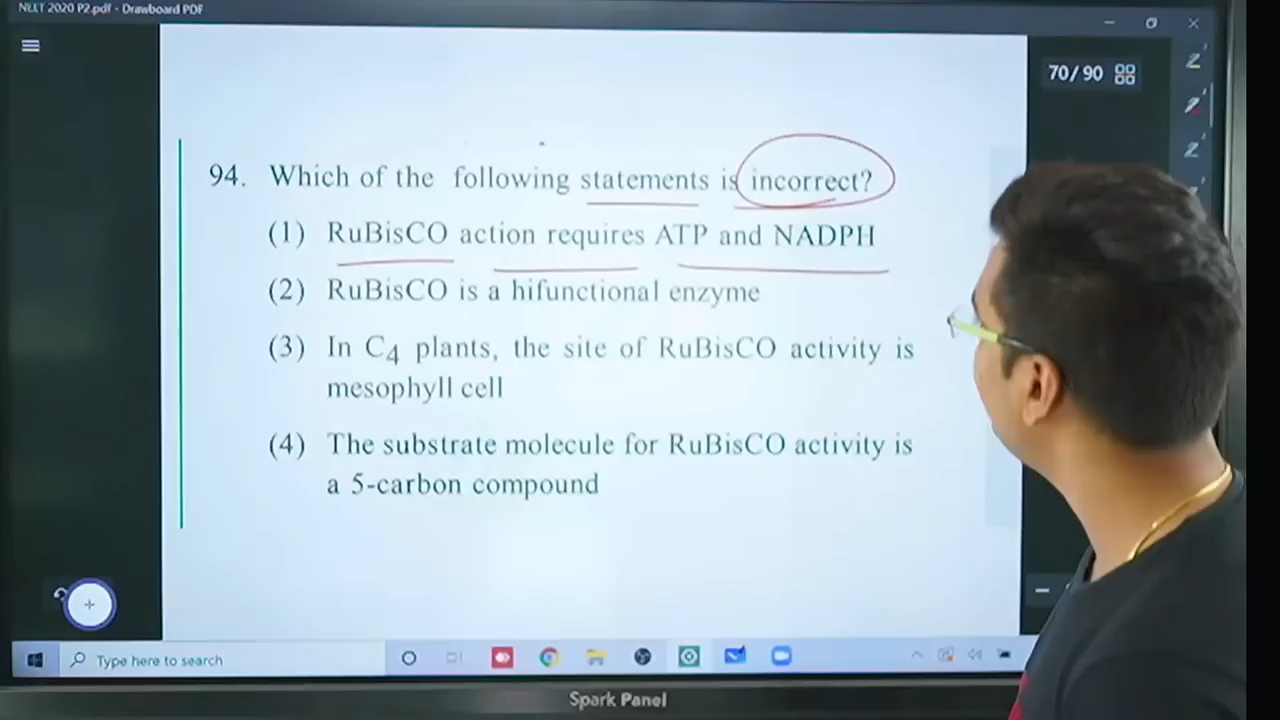 NEET 2020 P2.pdf - Drawboard PDF
70/90
94. Which of the following statements is incorrect?
(1) RuBisCO action requires ATP and NADPH
(2) RuBisCO is a hifunctional enzyme
(3) In C4 plants, the site of RuBisCO activity is
mesophyll cell
(4) The substrate molecule for RuBisCO activity is
a 5-carbon compound
Type here to search
Spark Panel